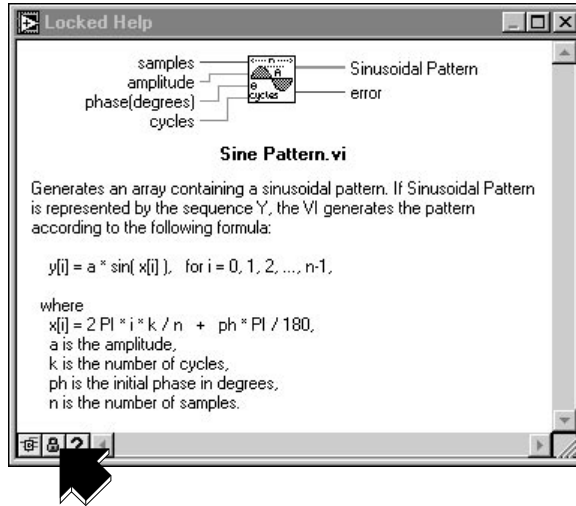 Locked Help
samples
amplitude
phase(degrees)
cycles
n
A
θ
cycles
Sinusoidal Pattern
error
Sine Pattern.vi
Generates an array containing a sinusoidal pattern. If Sinusoidal Pattern
is represented by the sequence Y, the VI generates the pattern
according to the following formula:
y[i] = a * sin( x[i] ),   for i = 0, 1, 2, ..., n-1,
where
x[i] = 2 PI * i * k / n   +   ph * PI / 180,
a is the amplitude,
k is the number of cycles,
ph is the initial phase in degrees,
n is the number of samples.
?